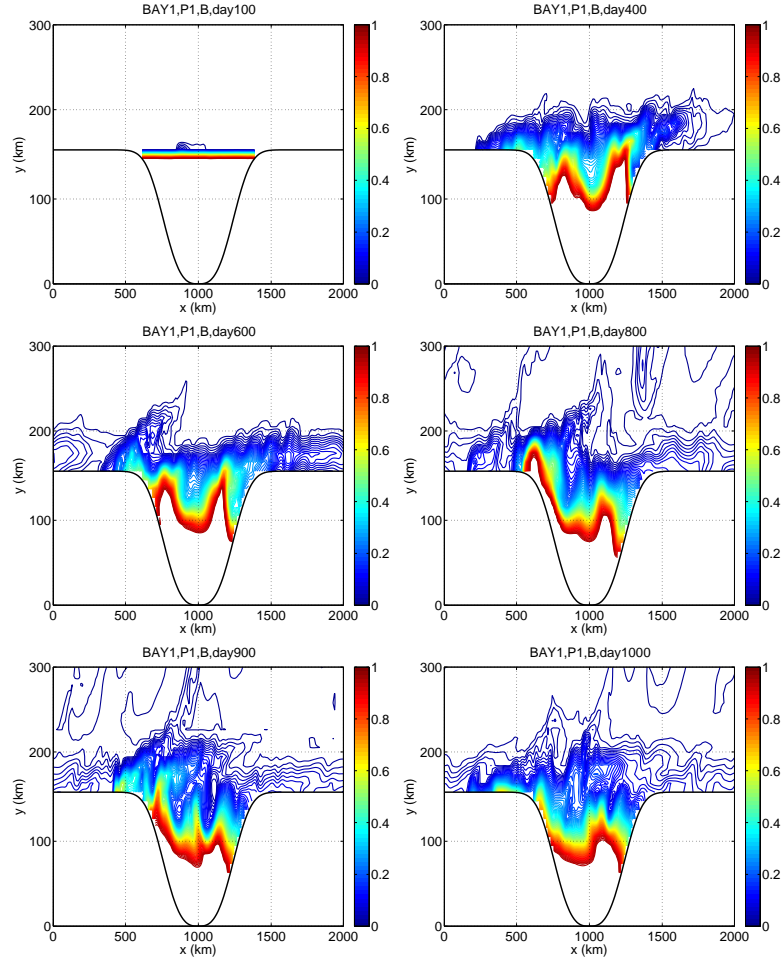 BAY1,P1,B,day100
300
200
100
0
y (km)
0 500 1000 1500 2000
x (km)
1
0.8
0.6
0.4
0.2
0
BAY1,P1,B,day400
300
200
100
0
y (km)
0 500 1000 1500 2000
x (km)
1
0.8
0.6
0.4
0.2
0
BAY1,P1,B,day600
300
200
100
0
y (km)
0 500 1000 1500 2000
x (km)
1
0.8
0.6
0.4
0.2
0
BAY1,P1,B,day800
300
200
100
0
y (km)
0 500 1000 1500 2000
x (km)
1
0.8
0.6
0.4
0.2
0
BAY1,P1,B,day900
300
200
100
0
y (km)
0 500 1000 1500 2000
x (km)
1
0.8
0.6
0.4
0.2
0
BAY1,P1,B,day1000
300
200
100
0
y (km)
0 500 1000 1500 2000
x (km)
1
0.8
0.6
0.4
0.2
0